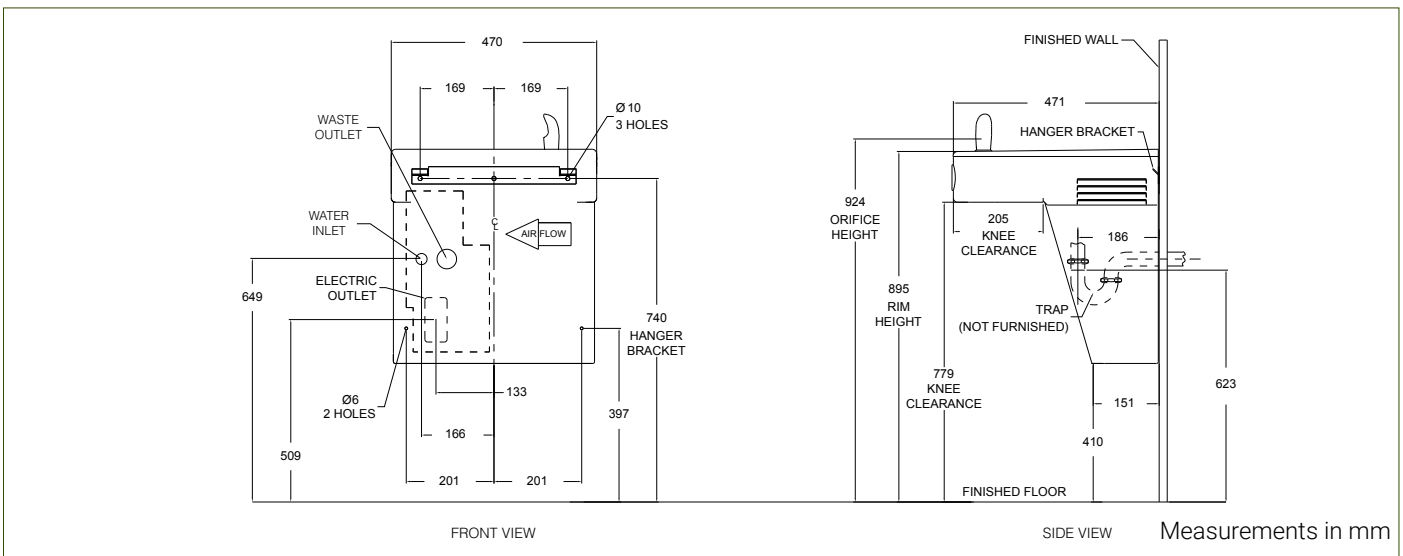 470
169
169
Ø 10
3 HOLES
WASTE
OUTLET
WATER
INLET
℄
AIR FLOW
ELECTRIC
OUTLET
649
740
HANGER
BRACKET
Ø6
2 HOLES
133
397
166
509
201
201
FRONT VIEW
FINISHED WALL
471
HANGER BRACKET
924
ORIFICE
HEIGHT
205
KNEE
CLEARANCE
186
895
RIM
HEIGHT
TRAP
(NOT FURNISHED)
779
KNEE
CLEARANCE
623
151
410
FINISHED FLOOR
SIDE VIEW
Measurements in mm